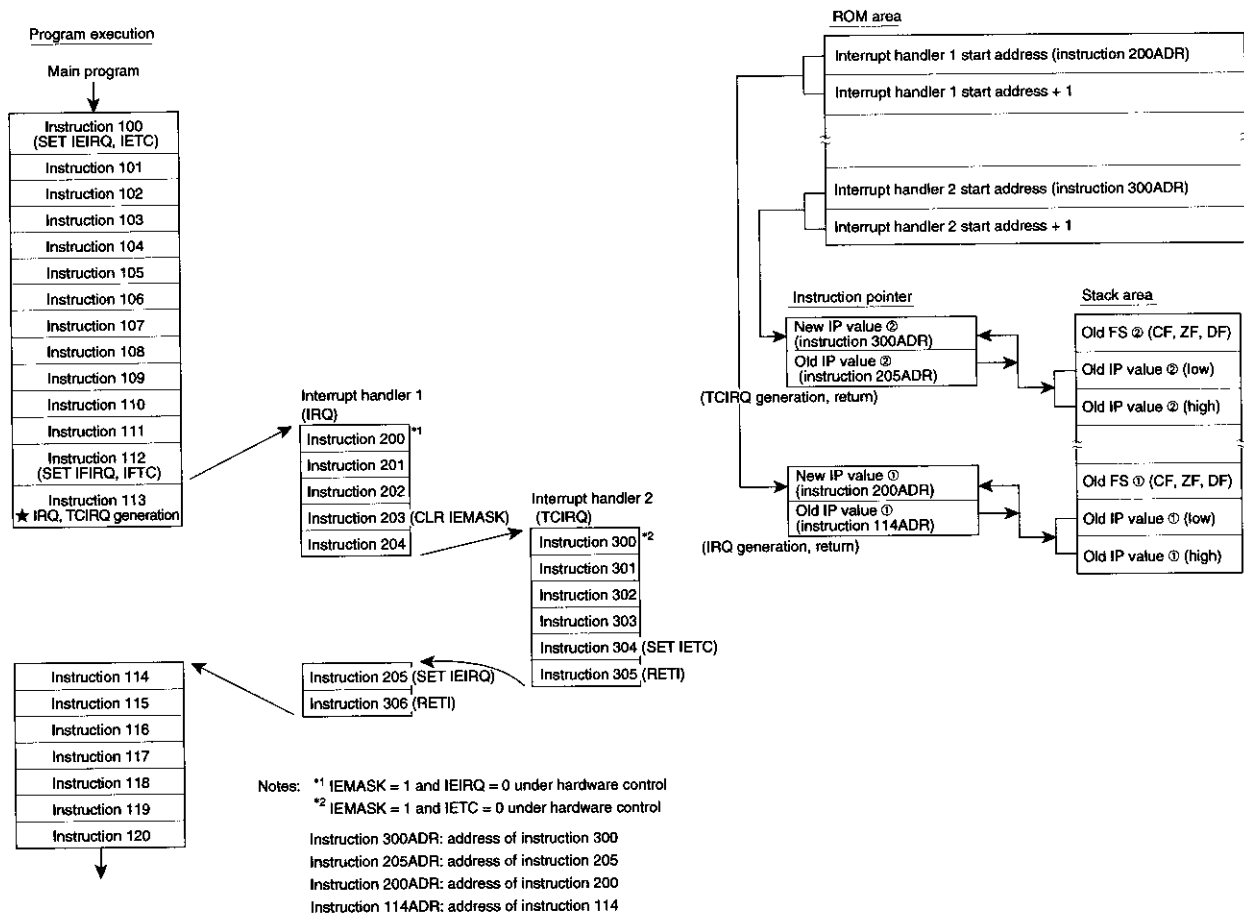 Program execution
Main program
Instruction 100
(SET IEIRQ, IETC)
Instruction 101
Instruction 102
Instruction 103
Instruction 104
Instruction 105
Instruction 106
Instruction 107
Instruction 108
Instruction 109
Instruction 110
Instruction 111
Instruction 112
(SET IFIRQ, IFTC)
Instruction 113
★ IRQ, TCIRQ generation
Interrupt handler 1
(IRQ)
Instruction 200 *1
Instruction 201
Instruction 202
Instruction 203 (CLR IEMASK)
Instruction 204
Interrupt handler 2
(TCIRQ)
Instruction 300 *2
Instruction 301
Instruction 302
Instruction 303
Instruction 304 (SET IETC)
Instruction 305 (RETI)
Instruction 205 (SET IEIRQ)
Instruction 306 (RETI)
Instruction 114
Instruction 115
Instruction 116
Instruction 117
Instruction 118
Instruction 119
Instruction 120
ROM area
Interrupt handler 1 start address (instruction 200ADR)
Interrupt handler 1 start address + 1
Interrupt handler 2 start address (instruction 300ADR)
Interrupt handler 2 start address + 1
Instruction pointer
New IP value ②
(instruction 300ADR)
Old IP value ②
(instruction 205ADR)
(TCIRQ generation, return)
New IP value ①
(instruction 200ADR)
Old IP value ①
(instruction 114ADR)
(IRQ generation, return)
Stack area
Old FS ② (CF, ZF, DF)
Old IP value ② (low)
Old IP value ② (high)
Old FS ① (CF, ZF, DF)
Old IP value ① (low)
Old IP value ① (high)
Notes: *1 IEMASK = 1 and IEIRQ = 0 under hardware control
*2 IEMASK = 1 and IETC = 0 under hardware control
Instruction 300ADR: address of instruction 300
Instruction 205ADR: address of instruction 205
Instruction 200ADR: address of instruction 200
Instruction 114ADR: address of instruction 114